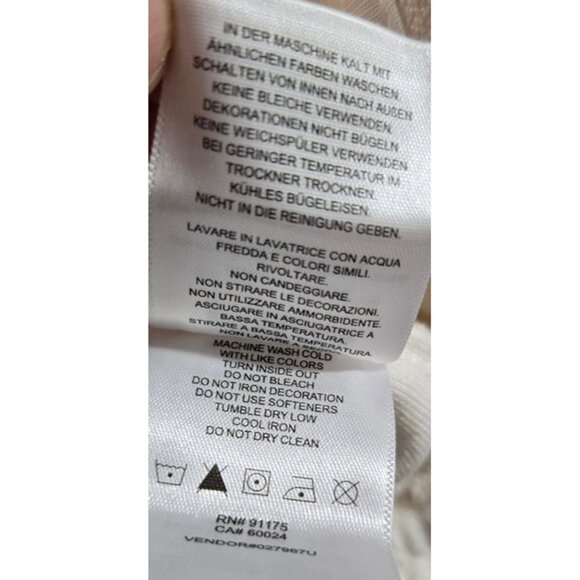 IN DER MASCHINE KALT MIT
ÄHNLICHEN FARBEN WASCHEN.
SCHALTEN VON INNEN NACH AUßEN
KEINE BLEICHE VERWENDEN.
DEKORATIONEN NICHT BÜGELN
KEINE WEICHSPÜLER VERWENDEN
BEI GERINGER TEMPERATUR IM
TROCKNER TROCKNEN.
KÜHLES BÜGELEISEN.
NICHT IN DIE REINIGUNG GEBEN.
LAVARE IN LAVATRICE CON ACQUA
FREDDA E COLORI SIMILI.
RIVOLTARE.
NON CANDEGGIARE.
NON STIRARE LE DECORAZIONI.
NON UTILIZZARE AMMORBIDENTE.
ASCIUGARE IN ASCIUGATRICE A
BASSA TEMPERATURA.
STIRARE A BASSA TEMPERATURA
NON LAVARE A
MACHINE WASH COLD
WITH LIKE COLORS
TURN INSIDE OUT
DO NOT BLEACH
DO NOT IRON DECORATION
DO NOT USE SOFTENERS
TUMBLE DRY LOW
COOL IRON
DO NOT DRY CLEAN
RN# 91175
CA# 60024
VENDOR#027967U